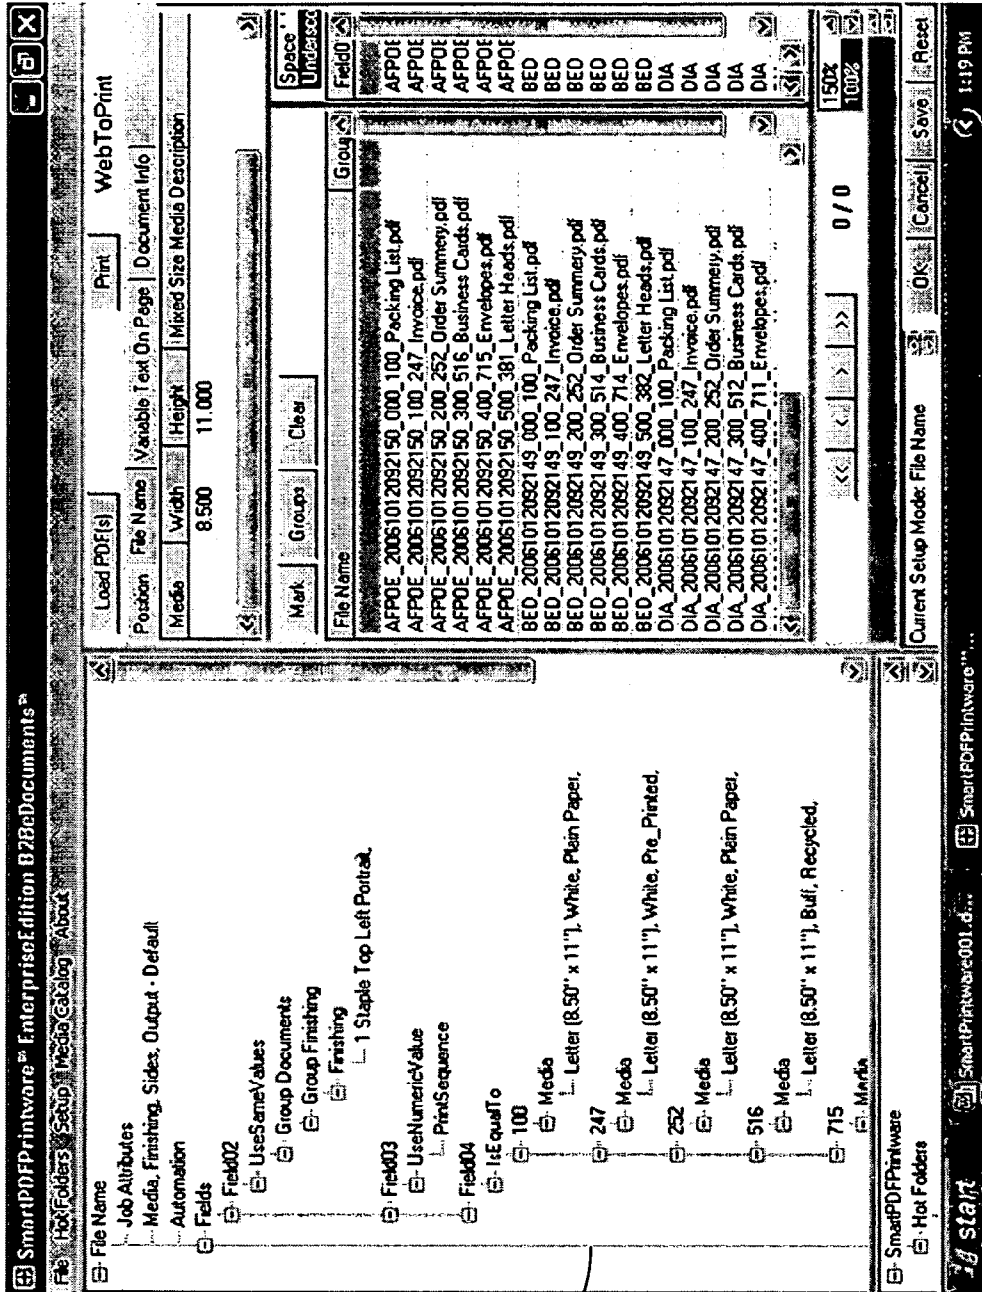 SmartPDFPrintware™ EnterpriseEdition B2BeDocuments™
File Hot Folders Setup Media Catalog About
File Name
Job Attributes
Media, Finishing, Sides, Output - Default
Automation
Fields
Field02
UseSameValues
Group Documents
Group Finishing
Finishing
1 Staple Top Left Portrait,
Field03
UseNumericValue
PrintSequence
Field04
IsEqualTo
100
Media
Letter (8.50" x 11"), White, Plain Paper,
247
Media
Letter (8.50" x 11"), White, Pre_Printed,
252
Media
Letter (8.50" x 11"), White, Plain Paper,
516
Media
Letter (8.50" x 11"), Buff, Recycled,
715
Media
SmartPDFPrintware
Hot Folders
Load PDF(s) Print WebToPrint
Position File Name Variable Text On Page Document Info
Media Width Height Mixed Size Media Description
8.500 11.000
Mark Groups Clear
Space
Undersco
File Name Group
AFPOE_20061012092150_000_100_Packing List.pdf
AFPOE_20061012092150_100_247_Invoice.pdf
AFPOE_20061012092150_200_252_Order Summery.pdf
AFPOE_20061012092150_300_516_Business Cards.pdf
AFPOE_20061012092150_400_715_Envelopes.pdf
AFPOE_20061012092150_500_381_Letter Heads.pdf
BED_20061012092149_000_100_Packing List.pdf
BED_20061012092149_100_247_Invoice.pdf
BED_20061012092149_200_252_Order Summery.pdf
BED_20061012092149_300_514_Business Cards.pdf
BED_20061012092149_400_714_Envelopes.pdf
BED_20061012092149_500_382_Letter Heads.pdf
DIA_20061012092147_000_100_Packing List.pdf
DIA_20061012092147_100_247_Invoice.pdf
DIA_20061012092147_200_252_Order Summery.pdf
DIA_20061012092147_300_512_Business Cards.pdf
DIA_20061012092147_400_711_Envelopes.pdf
Field0
AFPOE
AFPOE
AFPOE
AFPOE
AFPOE
AFPOE
BED
BED
BED
BED
BED
BED
DIA
DIA
DIA
DIA
DIA
<< < > >> 0 / 0
150%
100%
Current Setup Mode: File Name OK Cancel Save Reset
start SmartPrintware001.d... SmartPDFPrintware™... 1:19 PM